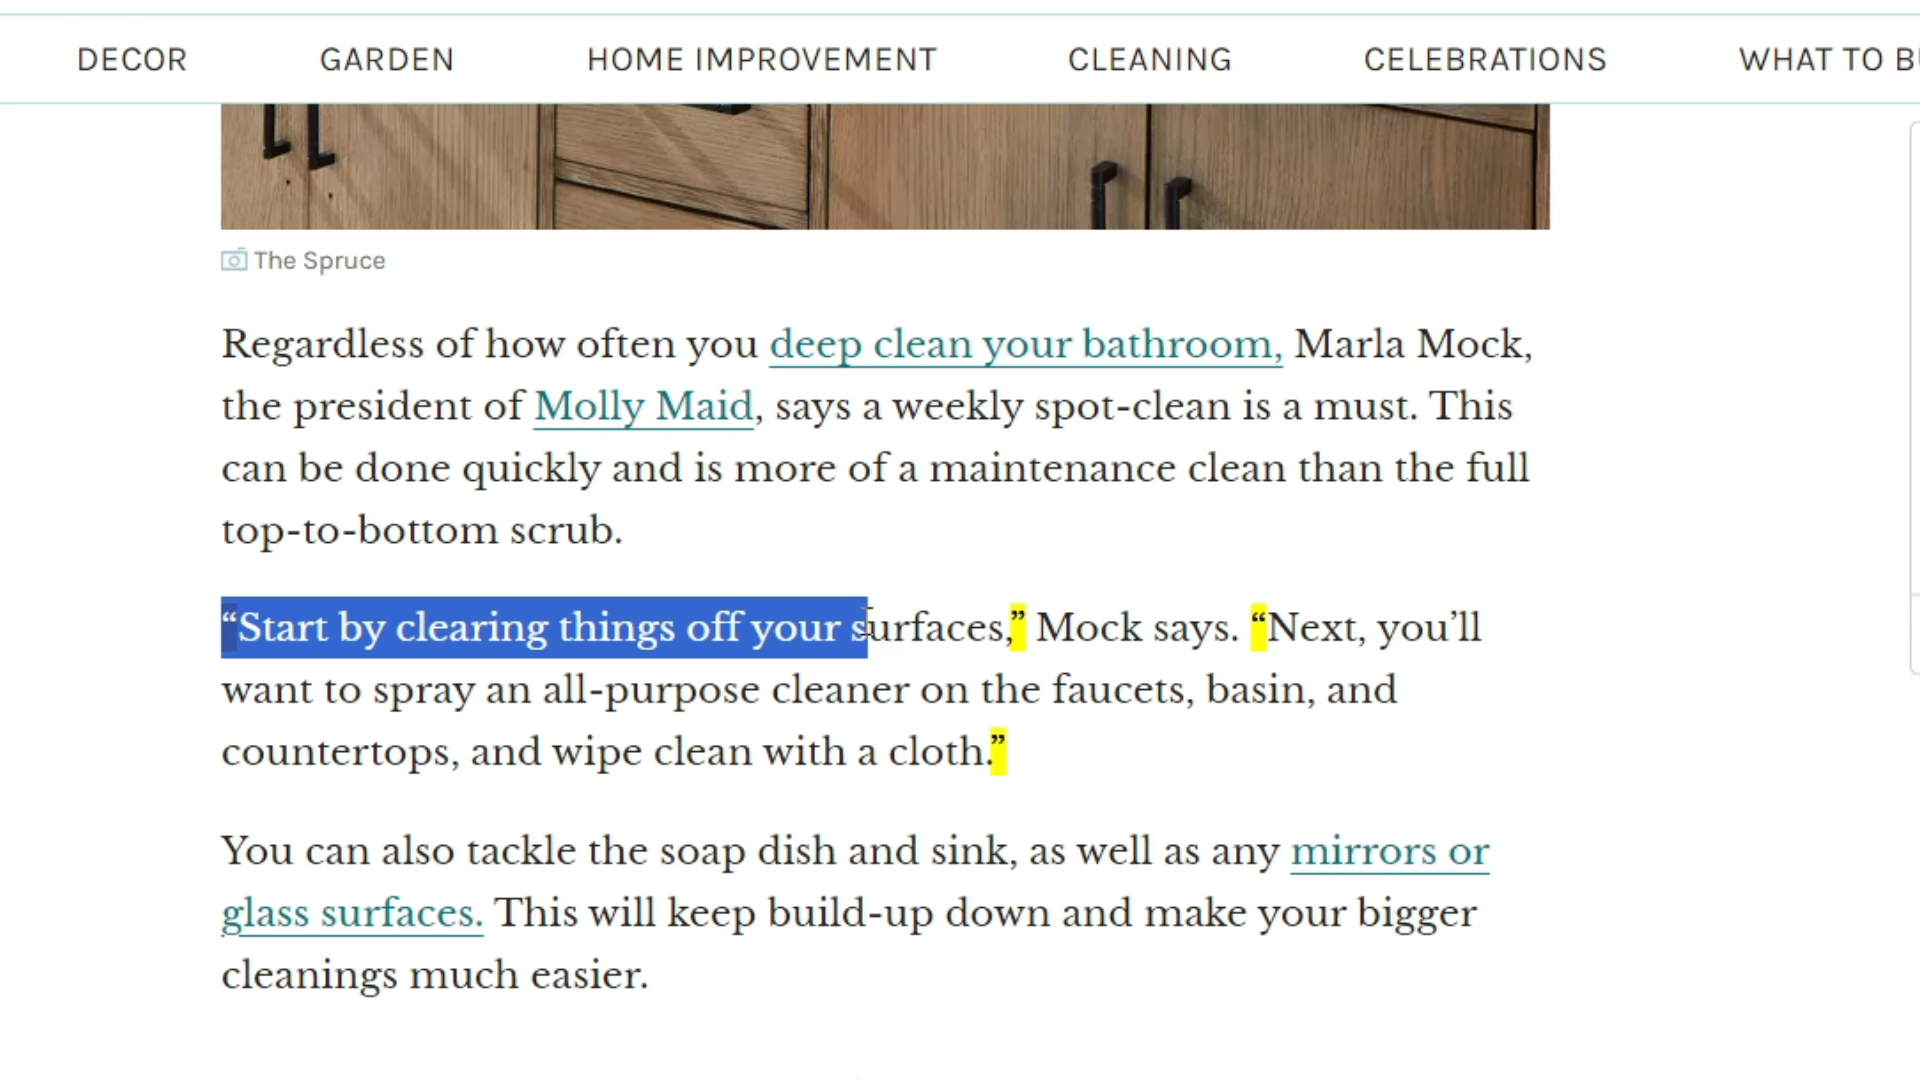 DECOR GARDEN HOME IMPROVEMENT CLEANING CELEBRATIONS WHAT TO
The Spruce
Regardless of how often you deep clean your bathroom, Marla Mock,
the president of Molly Maid, says a weekly spot-clean is a must. This
can be done quickly and is more of a maintenance clean than the full
top-to-bottom scrub.
“Start by clearing things off your surfaces,” Mock says. “Next, you’ll
want to spray an all-purpose cleaner on the faucets, basin, and
countertops, and wipe clean with a cloth.”
You can also tackle the soap dish and sink, as well as any mirrors or
glass surfaces. This will keep build-up down and make your bigger
cleanings much easier.